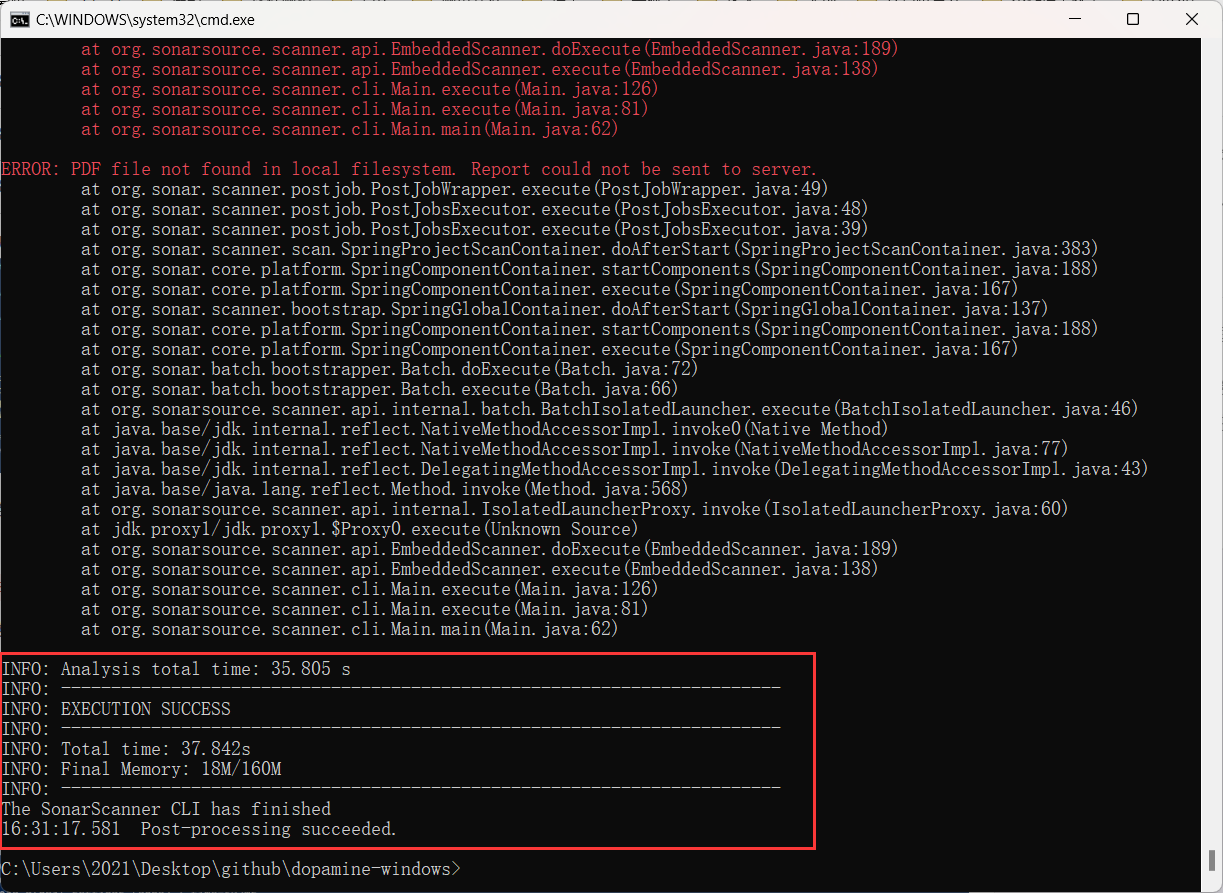 C:\WINDOWS\system32\cmd.exe
at org.sonarsource.scanner.api.EmbeddedScanner.doExecute(EmbeddedScanner.java:189)
at org.sonarsource.scanner.api.EmbeddedScanner.execute(EmbeddedScanner.java:138)
at org.sonarsource.scanner.cli.Main.execute(Main.java:126)
at org.sonarsource.scanner.cli.Main.execute(Main.java:81)
at org.sonarsource.scanner.cli.Main.main(Main.java:62)
ERROR: PDF file not found in local filesystem. Report could not be sent to server.
at org.sonar.scanner.postjob.PostJobWrapper.execute(PostJobWrapper.java:49)
at org.sonar.scanner.postjob.PostJobsExecutor.execute(PostJobsExecutor.java:48)
at org.sonar.scanner.postjob.PostJobsExecutor.execute(PostJobsExecutor.java:39)
at org.sonar.scanner.scan.SpringProjectScanContainer.doAfterStart(SpringProjectScanContainer.java:383)
at org.sonar.core.platform.SpringComponentContainer.startComponents(SpringComponentContainer.java:188)
at org.sonar.core.platform.SpringComponentContainer.execute(SpringComponentContainer.java:167)
at org.sonar.scanner.bootstrap.SpringGlobalContainer.doAfterStart(SpringGlobalContainer.java:137)
at org.sonar.core.platform.SpringComponentContainer.startComponents(SpringComponentContainer.java:188)
at org.sonar.core.platform.SpringComponentContainer.execute(SpringComponentContainer.java:167)
at org.sonar.batch.bootstrapper.Batch.doExecute(Batch.java:72)
at org.sonar.batch.bootstrapper.Batch.execute(Batch.java:66)
at org.sonarsource.scanner.api.internal.batch.BatchIsolatedLauncher.execute(BatchIsolatedLauncher.java:46)
at java.base/jdk.internal.reflect.NativeMethodAccessorImpl.invoke0(Native Method)
at java.base/jdk.internal.reflect.NativeMethodAccessorImpl.invoke(NativeMethodAccessorImpl.java:77)
at java.base/jdk.internal.reflect.DelegatingMethodAccessorImpl.invoke(DelegatingMethodAccessorImpl.java:43)
at java.base/java.lang.reflect.Method.invoke(Method.java:568)
at org.sonarsource.scanner.api.internal.IsolatedLauncherProxy.invoke(IsolatedLauncherProxy.java:60)
at jdk.proxy1/jdk.proxy1.$Proxy0.execute(Unknown Source)
at org.sonarsource.scanner.api.EmbeddedScanner.doExecute(EmbeddedScanner.java:189)
at org.sonarsource.scanner.api.EmbeddedScanner.execute(EmbeddedScanner.java:138)
at org.sonarsource.scanner.cli.Main.execute(Main.java:126)
at org.sonarsource.scanner.cli.Main.execute(Main.java:81)
at org.sonarsource.scanner.cli.Main.main(Main.java:62)
INFO: Analysis total time: 35.805 s
INFO: ------------------------------------------------------------------------
INFO: EXECUTION SUCCESS
INFO: ------------------------------------------------------------------------
INFO: Total time: 37.842s
INFO: Final Memory: 18M/160M
INFO: ------------------------------------------------------------------------
The SonarScanner CLI has finished
16:31:17.581  Post-processing succeeded.
C:\Users\2021\Desktop\github\dopamine-windows>